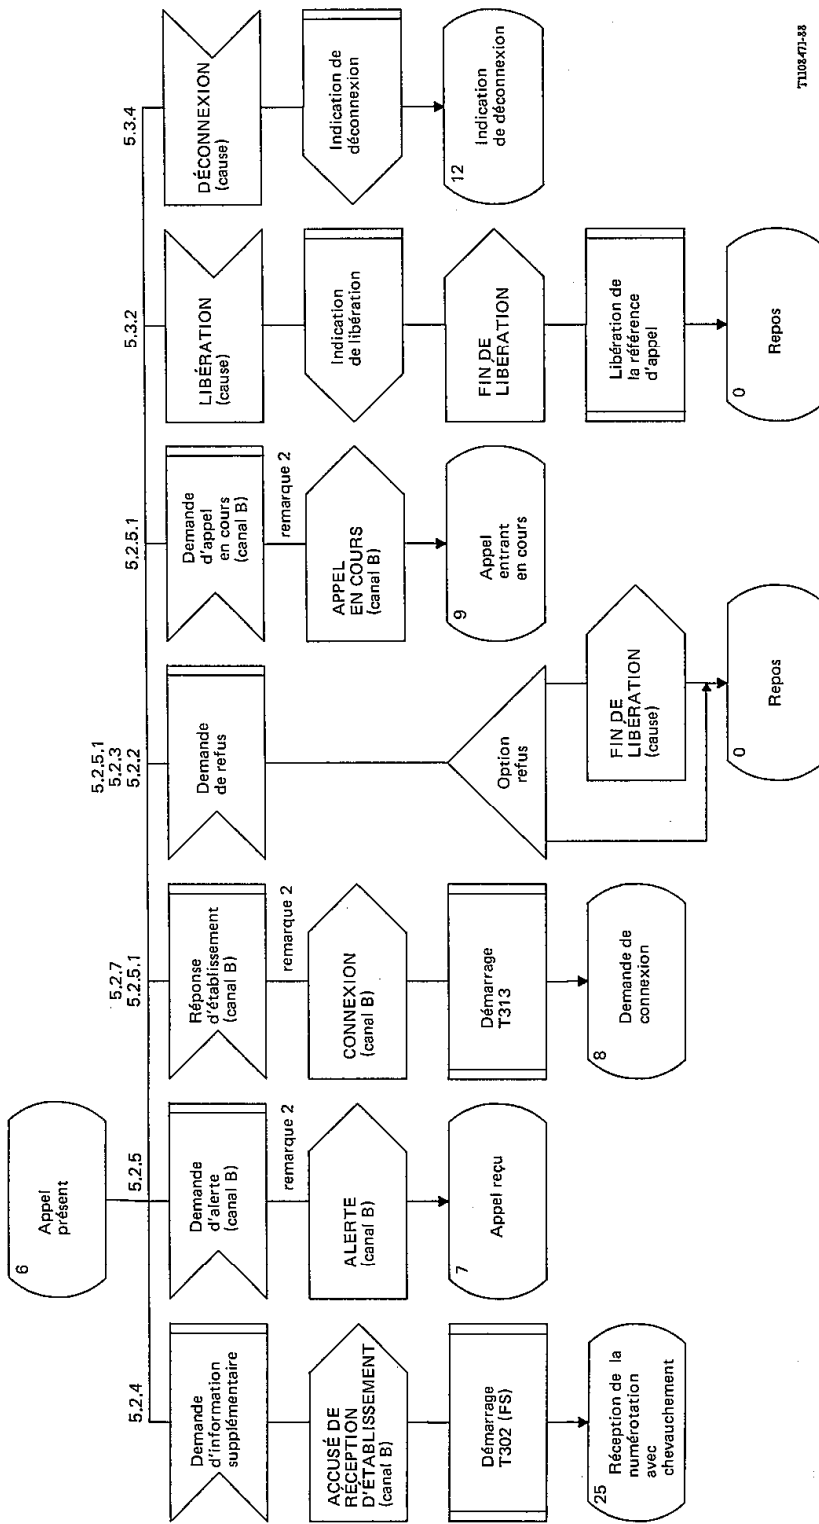 6
Appel
présent
5.2.4
Demande
d'information
supplémentaire
ACCUSÉ DE
RÉCEPTION
D'ÉTABLISSEMENT
(canal B)
Démarrage
T302 (FS)
25
Réception de la
numérotation
avec
chevauchement
5.2.5
Demande
d'alerte
(canal B)
remarque 2
ALERTE
(canal B)
7
Appel reçu
5.2.7
5.2.5.1
Réponse
d'établissement
(canal B)
remarque 2
CONNEXION
(canal B)
Démarrage
T313
8
Demande de
connexion
5.2.5.1
5.2.3
5.2.2
Demande
de refus
Option
refus
FIN DE
LIBÉRATION
(cause)
0
Repos
5.2.5.1
Demande
d'appel
en cours
(canal B)
remarque 2
APPEL
EN COURS
(canal B)
9
Appel
entrant
en cours
5.3.2
LIBÉRATION
(cause)
Indication
de libération
FIN DE
LIBÉRATION
Libération de
la référence
d'appel
0
Repos
5.3.4
DÉCONNEXION
(cause)
Indication de
déconnexion
12
Indication
de déconnexion
T1108471-88